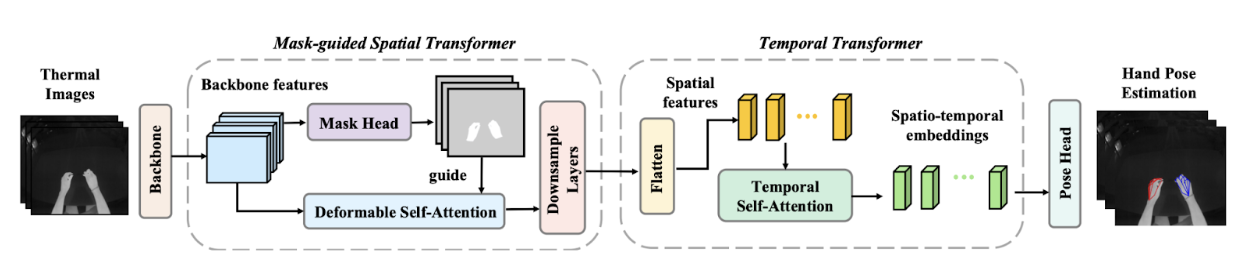 Mask-guided Spatial Transformer
Temporal Transformer
Thermal
Images
Backbone
Backbone features
Mask Head
guide
Deformable Self-Attention
Downsample
Layers
Flatten
Spatial
features
Temporal
Self-Attention
Spatio-temporal
embeddings
Pose Head
Hand Pose
Estimation